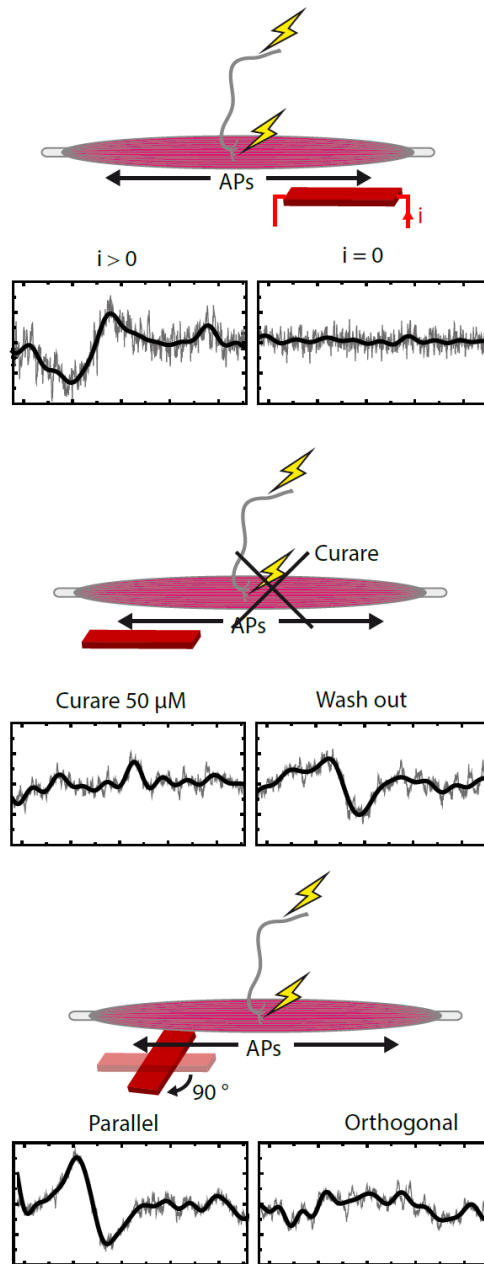 APs
i
i > 0
i = 0
Curare
APs
Curare 50 µM
Wash out
APs
90 °
Parallel
Orthogonal